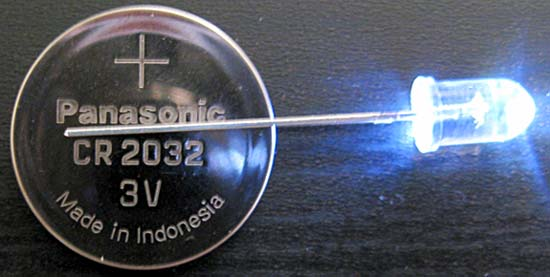 +
Panasonic
CR 2032
3V
Made in Indonesia